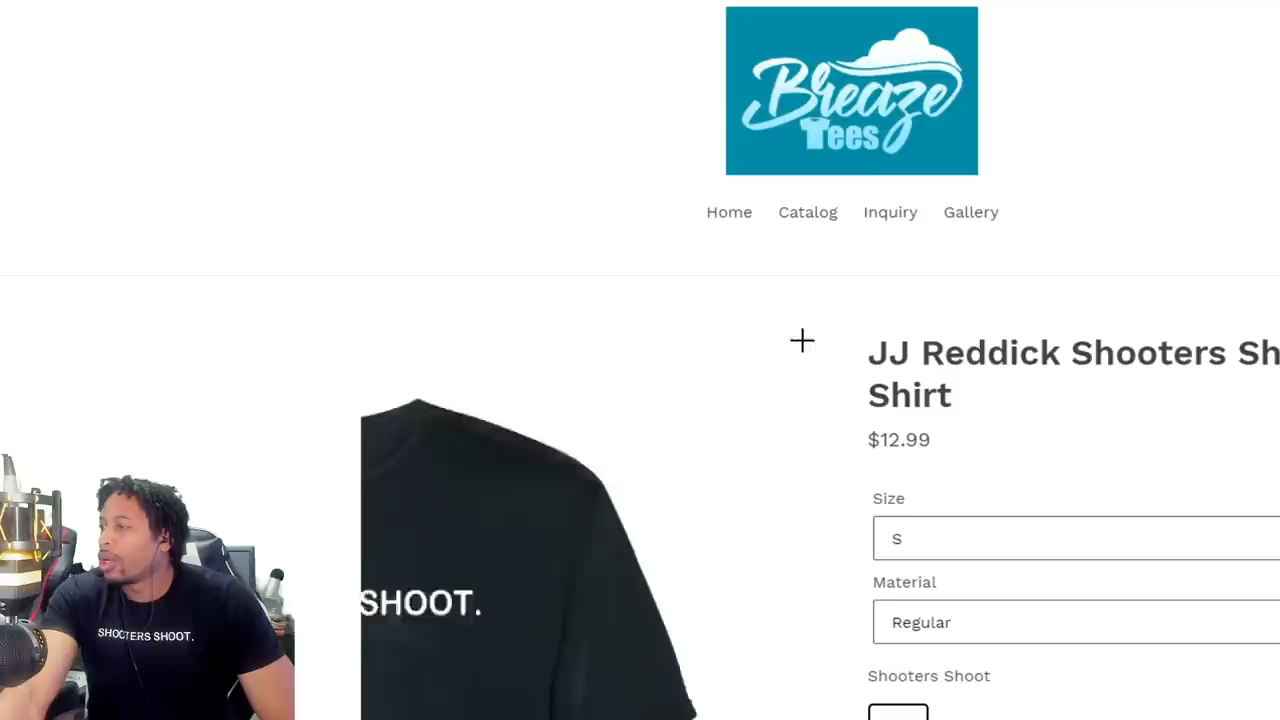 Breaze
Tees
Home Catalog Inquiry Gallery
JJ Reddick Shooters Sh
Shirt
$12.99
Size
S
Material
Regular
Shooters Shoot
SHOOT.
SHOOTERS SHOOT.